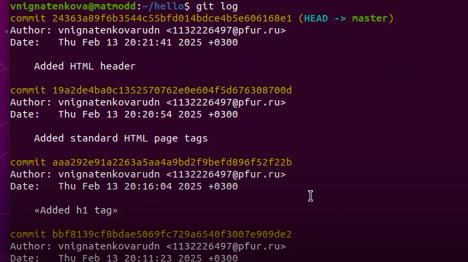 vnignatenkova@matmodd:~/hello$ git log
commit 24363a89f6b3544c55bfd014bdce4b5e606168e1 (HEAD -> master)
Author: vnignatenkovarudn <1132226497@pfur.ru>
Date:   Thu Feb 13 20:21:41 2025 +0300
Added HTML header
commit 19a2de4ba0c1352570762e0e604f5d676308700d
Author: vnignatenkovarudn <1132226497@pfur.ru>
Date:   Thu Feb 13 20:20:54 2025 +0300
Added standard HTML page tags
commit aaa292e91a2263a5aa4a9bd2f9befd896f52f22b
Author: vnignatenkovarudn <1132226497@pfur.ru>
Date:   Thu Feb 13 20:16:04 2025 +0300
«Added h1 tag»
commit bbf8139cf8bdae5069fc729a6540f3007e909de2
Author: vnignatenkovarudn <1132226497@pfur.ru>
Date:   Thu Feb 13 20:11:23 2025 +0300